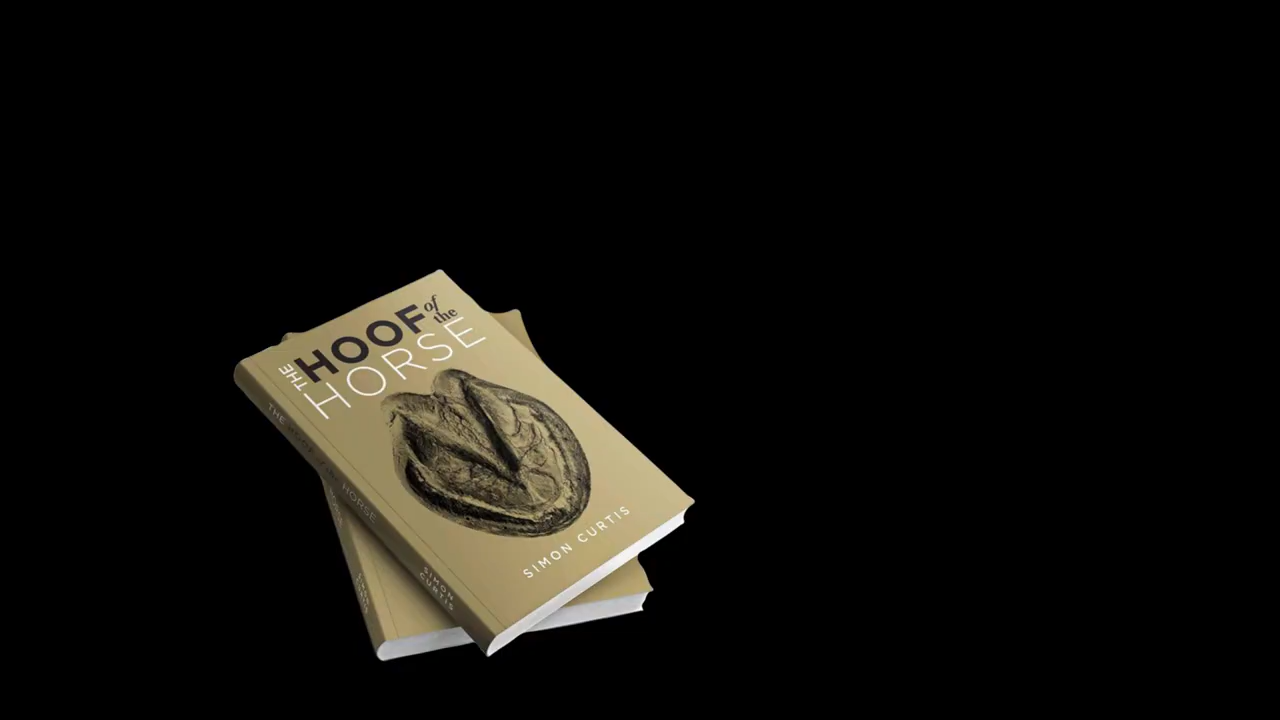 THE HOOF of the
HORSE
SIMON CURTIS
THE HOOF of the HORSE
SIMON
CURTIS